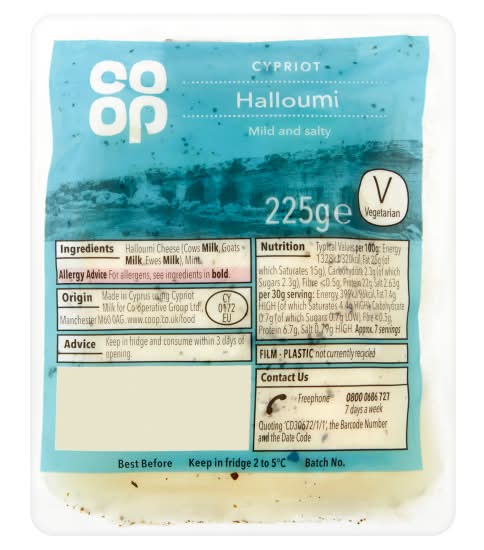 CO
OP
CYPRIOT
Halloumi
Mild and salty
225g℮
V
Vegetarian
Ingredients Halloumi Cheese (Cows Milk, Goats
Milk, Ewes Milk), Mint.
Allergy Advice For allergens, see ingredients in bold.
Origin Made in Cyprus using Cypriot
Milk for Co-operative Group Ltd,
Manchester M60 0AG. www.coop.co.uk/food
CY
0172
EU
Advice Keep in fridge and consume within 3 days of
opening.
Nutrition Typical Values per 100g: Energy
1328kJ/320kcal, Fat 25g (of
which Saturates 15g), Carbohydrate 2.3g (of which
Sugars 2.3g), Fibre <0.5g, Protein 22g, Salt 2.63g.
per 30g serving: Energy 399kJ/96kcal, Fat 7.4g
HIGH (of which Saturates 4.4g HIGH), Carbohydrate
0.7g (of which Sugars 0.7g LOW), Fibre <0.5g,
Protein 6.7g, Salt 0.79g HIGH. Approx. 7 servings
FILM - PLASTIC not currently recycled
Contact Us
Freephone 0800 0686 727
7 days a week
Quoting 'CD30672/1/1', the Barcode Number
and the Date Code
Best Before Keep in fridge 2 to 5°C Batch No.